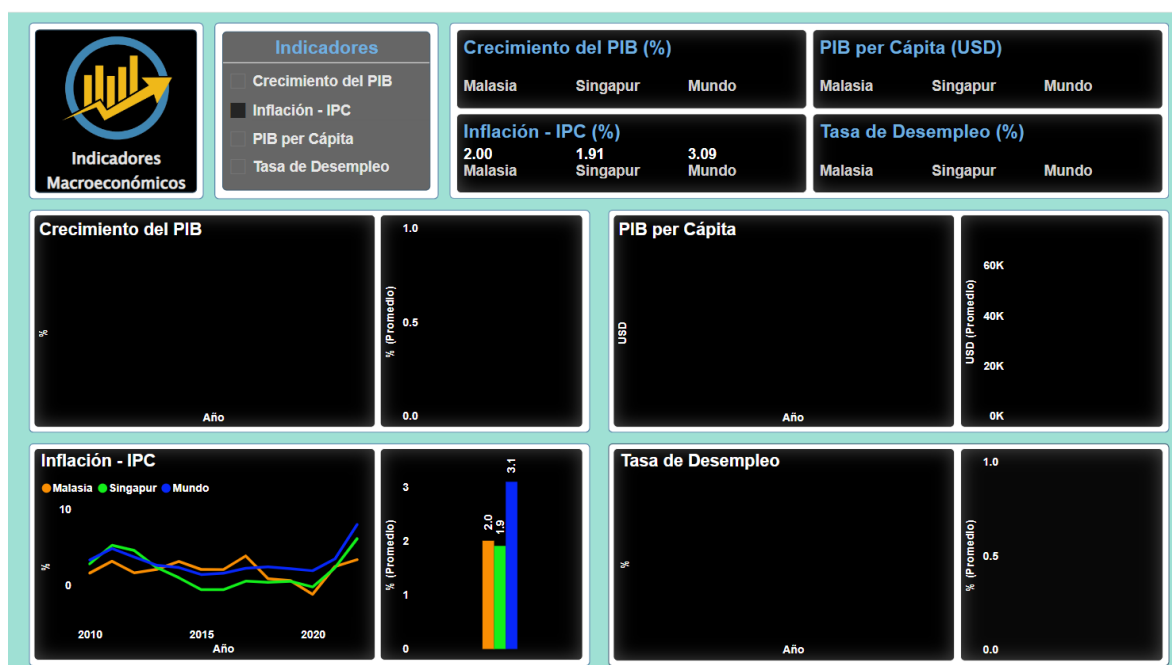 Indicadores
Macroeconómicos
Indicadores
Crecimiento del PIB
Inflación - IPC
PIB per Cápita
Tasa de Desempleo
Crecimiento del PIB (%)
Malasia Singapur Mundo
PIB per Cápita (USD)
Malasia Singapur Mundo
Inflación - IPC (%)
2.00 1.91 3.09
Malasia Singapur Mundo
Tasa de Desempleo (%)
Malasia Singapur Mundo
Crecimiento del PIB
%
Año
1.0
0.5
0.0
% (Promedio)
PIB per Cápita
USD
Año
60K
40K
20K
0K
USD (Promedio)
Inflación - IPC
Malasia Singapur Mundo
10
0
%
2010 2015 2020
Año
3
2
1
0
% (Promedio)
2.0
1.9
3.1
Tasa de Desempleo
%
Año
1.0
0.5
0.0
% (Promedio)